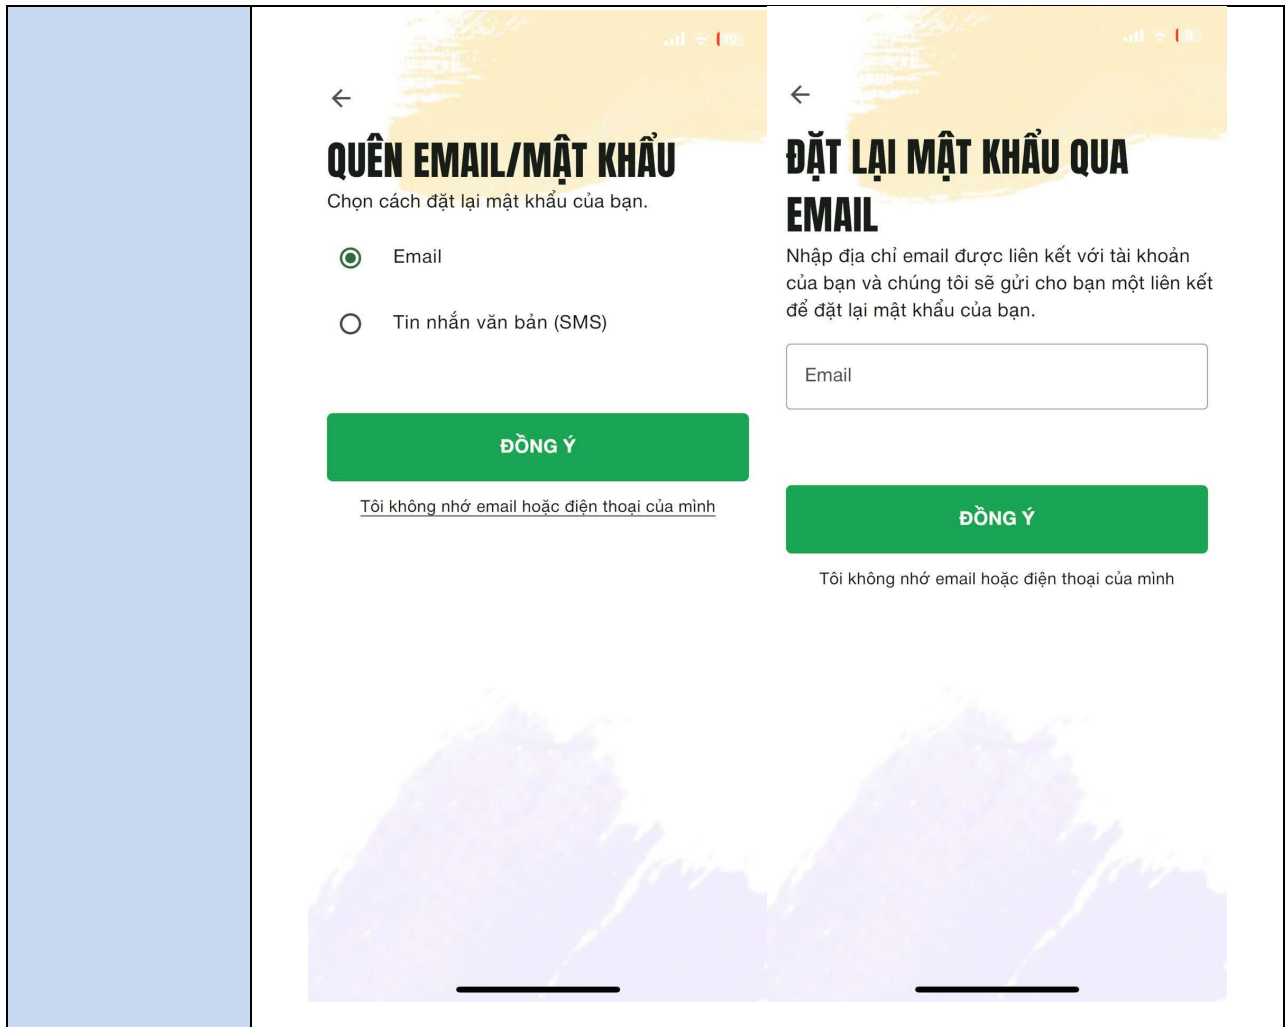 QUÊN EMAIL/MẬT KHẨU
Chọn cách đặt lại mật khẩu của bạn.
Email
Tin nhắn văn bản (SMS)
ĐỒNG Ý
Tôi không nhớ email hoặc điện thoại của mình
ĐẶT LẠI MẬT KHẨU QUA
EMAIL
Nhập địa chỉ email được liên kết với tài khoản
của bạn và chúng tôi sẽ gửi cho bạn một liên kết
để đặt lại mật khẩu của bạn.
Email
ĐỒNG Ý
Tôi không nhớ email hoặc điện thoại của mình